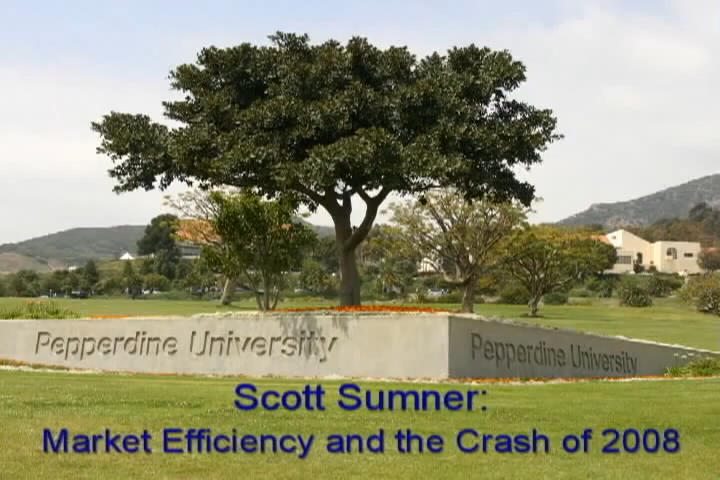 Pepperdine University
Pepperdine University
Scott Sumner:
Market Efficiency and the Crash of 2008